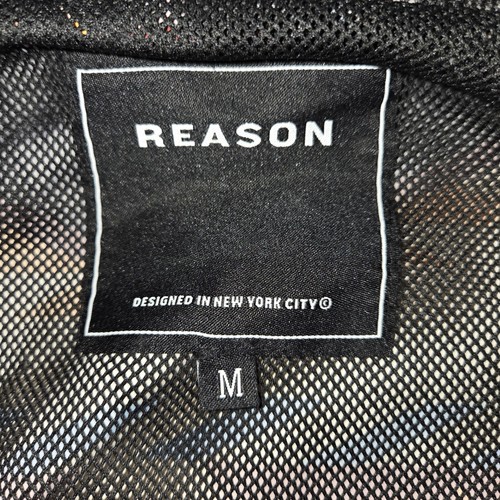 REASON
DESIGNED IN NEW YORK CITY©
M